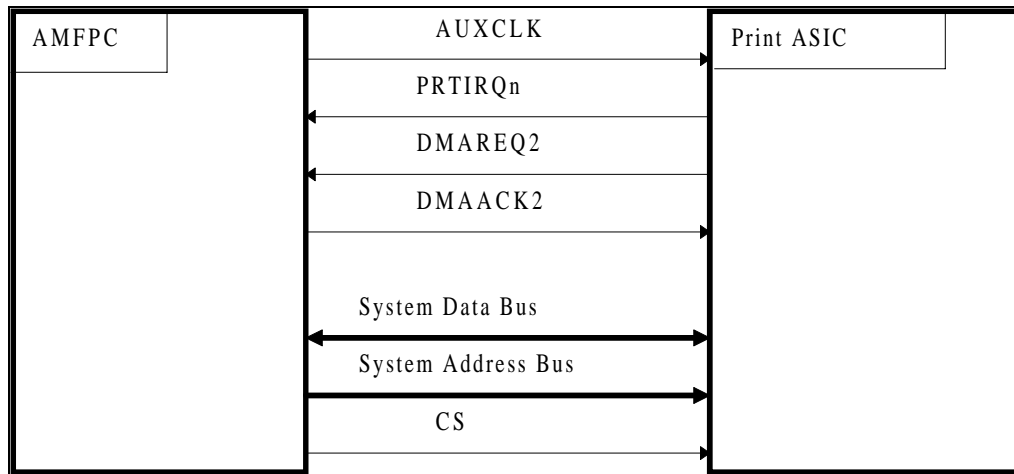 AMFPC
AUXCLK
Print ASIC
PRTIRQn
DMAREQ2
DMAACK2
System Data Bus
System Address Bus
CS